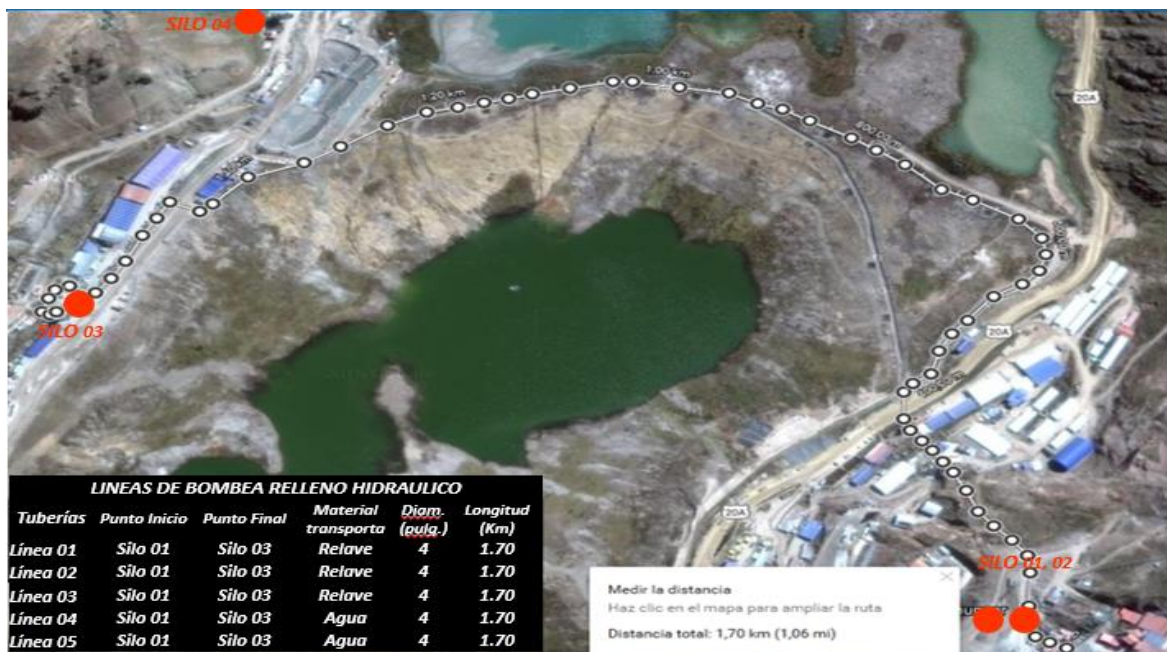 SILO 04
1.20 km
1.00 km
20A
SILO 03
20A
20A
SILO 01, 02
LINEAS DE BOMBEA RELLENO HIDRAULICO
Tuberías Punto Inicio Punto Final Material transporta Diam. (pulg.) Longitud (Km)
Línea 01 Silo 01 Silo 03 Relave 4 1.70
Línea 02 Silo 01 Silo 03 Relave 4 1.70
Línea 03 Silo 01 Silo 03 Relave 4 1.70
Línea 04 Silo 01 Silo 03 Agua 4 1.70
Línea 05 Silo 01 Silo 03 Agua 4 1.70
Medir la distancia
Haz clic en el mapa para ampliar la ruta
Distancia total: 1,70 km (1,06 mi)